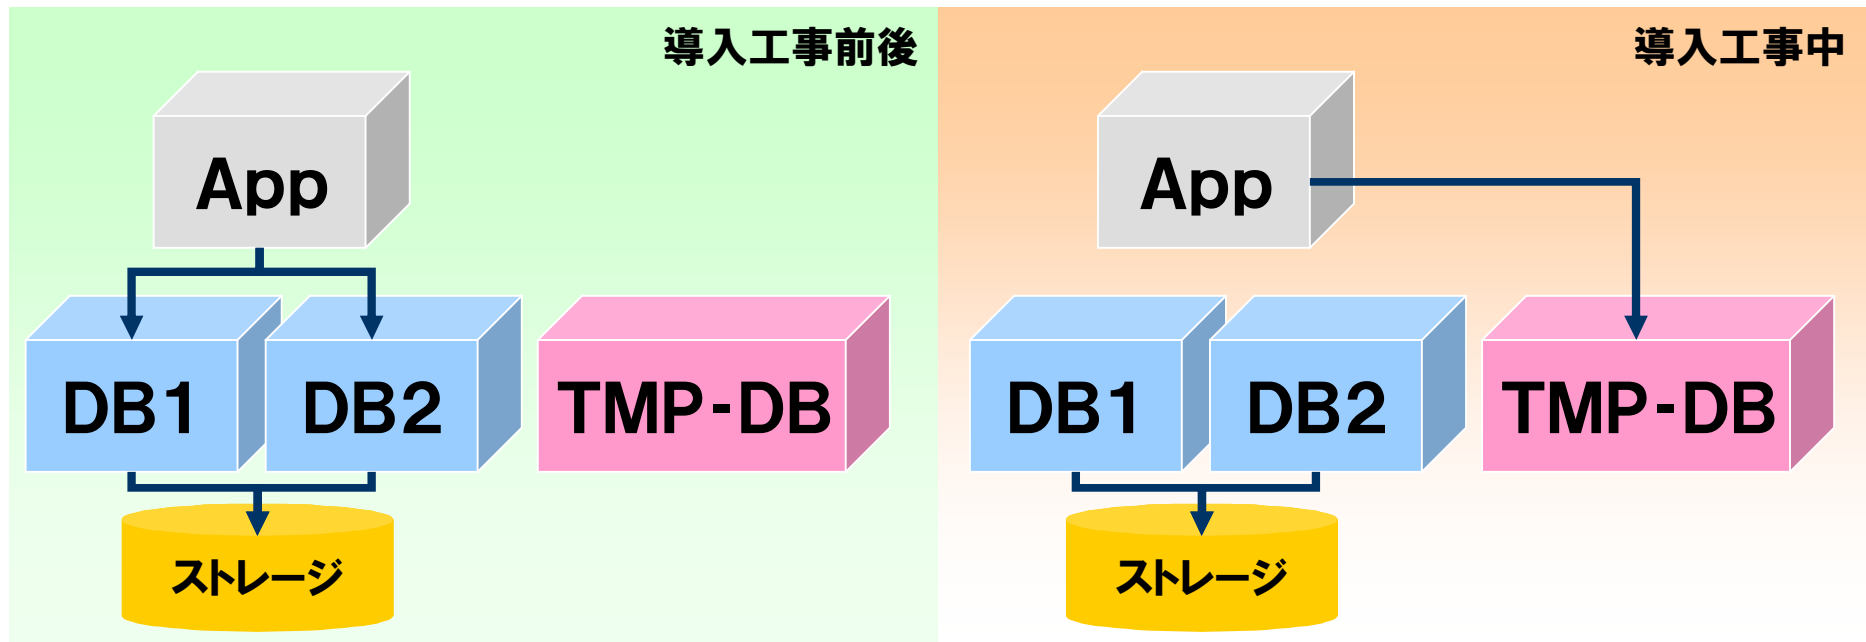 導入工事前後
App
DB1
DB2
TMP-DB
ストレージ
導入工事中
App
DB1
DB2
TMP-DB
ストレージ